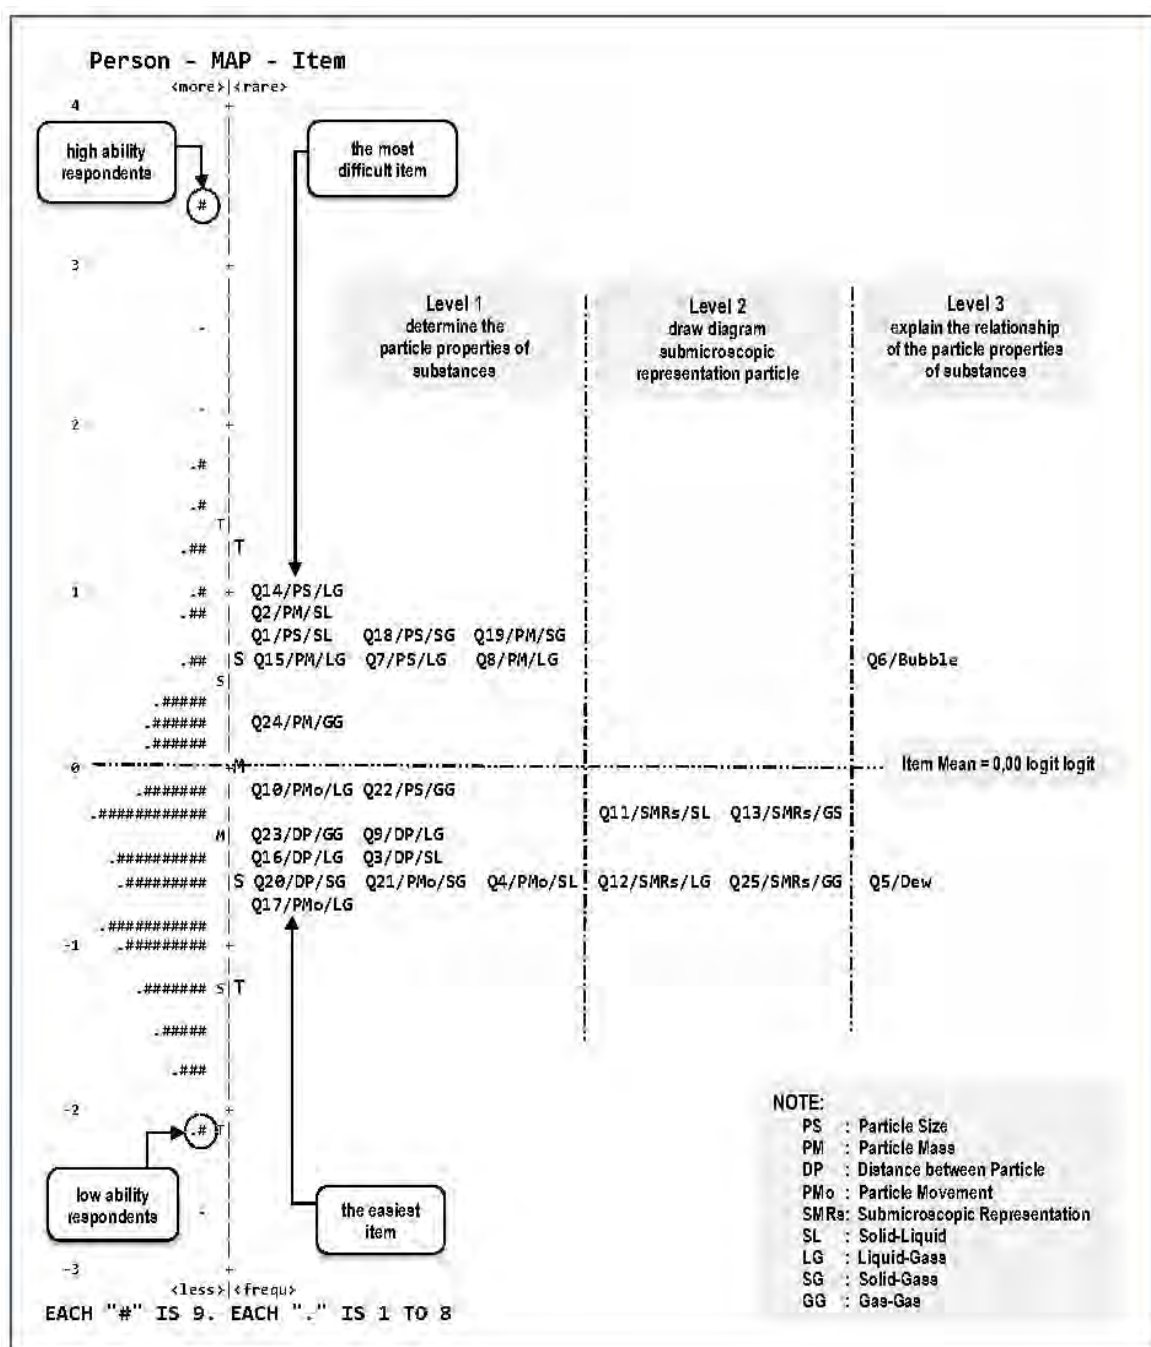 Person - MAP - Item
<more>|<rare>
4
high ability
respondents
the most
difficult item
#
3
Level 1
determine the
particle properties of
substances
Level 2
draw diagram
submicroscopic
representation particle
Level 3
explain the relationship
of the particle properties
of substances
.
2
.
.#
.#
T
.## T
1 .# Q14/PS/LG
.## Q2/PM/SL
Q1/PS/SL Q18/PS/SG Q19/PM/SG
.## S Q15/PM/LG Q7/PS/LG Q8/PM/LG Q6/Bubble
S
.#####
.###### Q24/PM/GG
.######
0 M Item Mean = 0,00 logit logit
.####### Q10/PMo/LG Q22/PS/GG
.############ Q11/SMRs/SL Q13/SMRs/GS
M Q23/DP/GG Q9/DP/LG
.########## Q16/DP/LG Q3/DP/SL
.######### S Q20/DP/SG Q21/PMo/SG Q4/PMo/SL Q12/SMRs/LG Q25/SMRs/GG Q5/Dew
Q17/PMo/LG
.###########
-1 .#########
.####### S T
.#####
.###
-2
.# T
low ability
respondents
.
the easiest
item
-3
<less>|<frequ>
EACH "#" IS 9. EACH "." IS 1 TO 8
NOTE:
PS : Particle Size
PM : Particle Mass
DP : Distance between Particle
PMo : Particle Movement
SMRs: Submicroscopic Representation
SL : Solid-Liquid
LG : Liquid-Gass
SG : Solid-Gass
GG : Gas-Gas